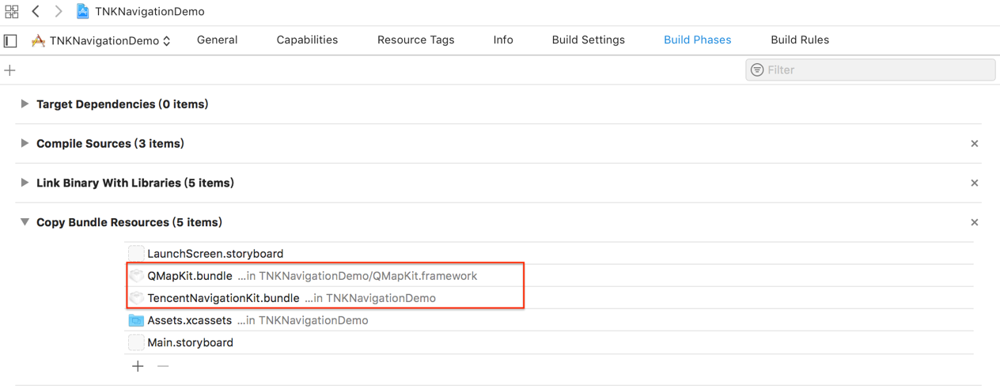 TNKNavigationDemo
TNKNavigationDemo General Capabilities Resource Tags Info Build Settings Build Phases Build Rules
Filter
Target Dependencies (0 items)
Compile Sources (3 items)
Link Binary With Libraries (5 items)
Copy Bundle Resources (5 items)
LaunchScreen.storyboard
QMapKit.bundle ...in TNKNavigationDemo/QMapKit.framework
TencentNavigationKit.bundle ...in TNKNavigationDemo
Assets.xcassets ...in TNKNavigationDemo
Main.storyboard